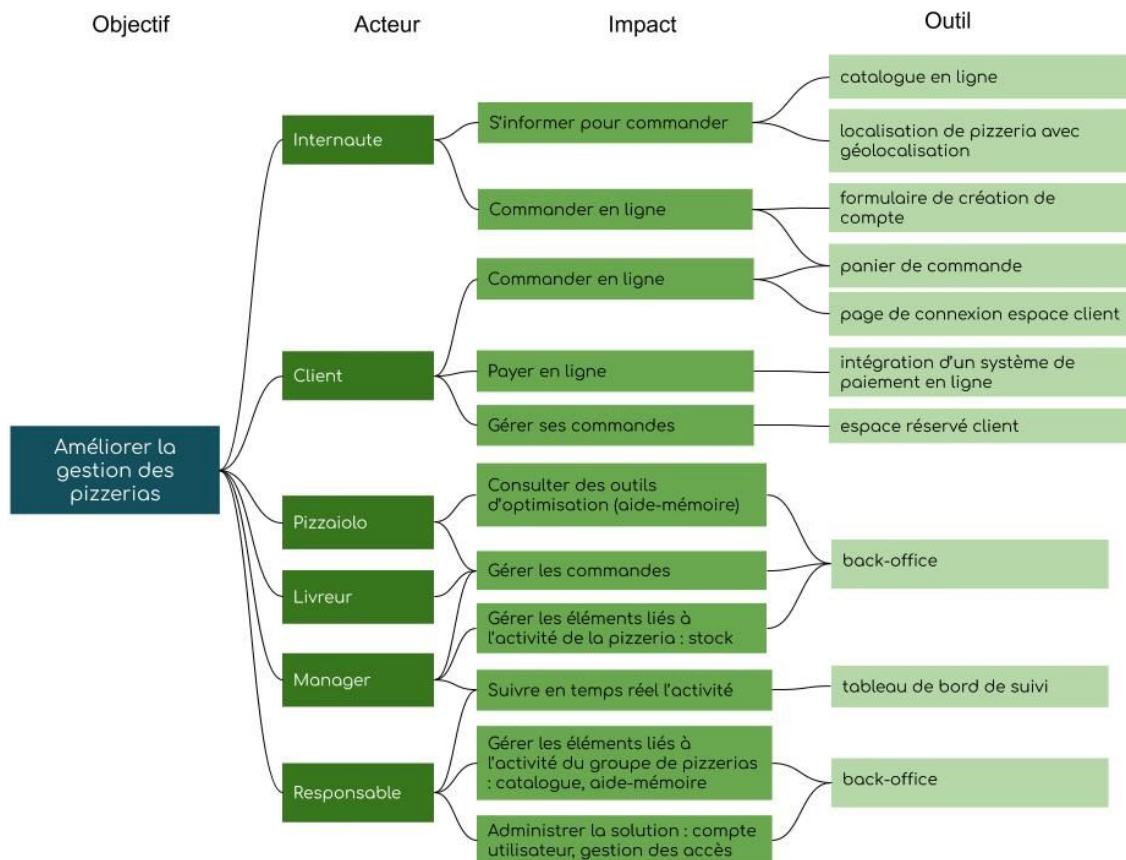 Objectif
Acteur
Impact
Outil
Améliorer la
gestion des
pizzerias
Internaute
Client
Pizzaiolo
Livreur
Manager
Responsable
S'informer pour commander
Commander en ligne
Commander en ligne
Payer en ligne
Gérer ses commandes
Consulter des outils
d'optimisation (aide-mémoire)
Gérer les commandes
Gérer les éléments liés à
l'activité de la pizzeria : stock
Suivre en temps réel l'activité
Gérer les éléments liés à
l'activité du groupe de pizzerias
: catalogue, aide-mémoire
Administrer la solution : compte
utilisateur, gestion des accès
catalogue en ligne
localisation de pizzeria avec
géolocalisation
formulaire de création de
compte
panier de commande
page de connexion espace client
intégration d'un système de
paiement en ligne
espace réservé client
back-office
tableau de bord de suivi
back-office